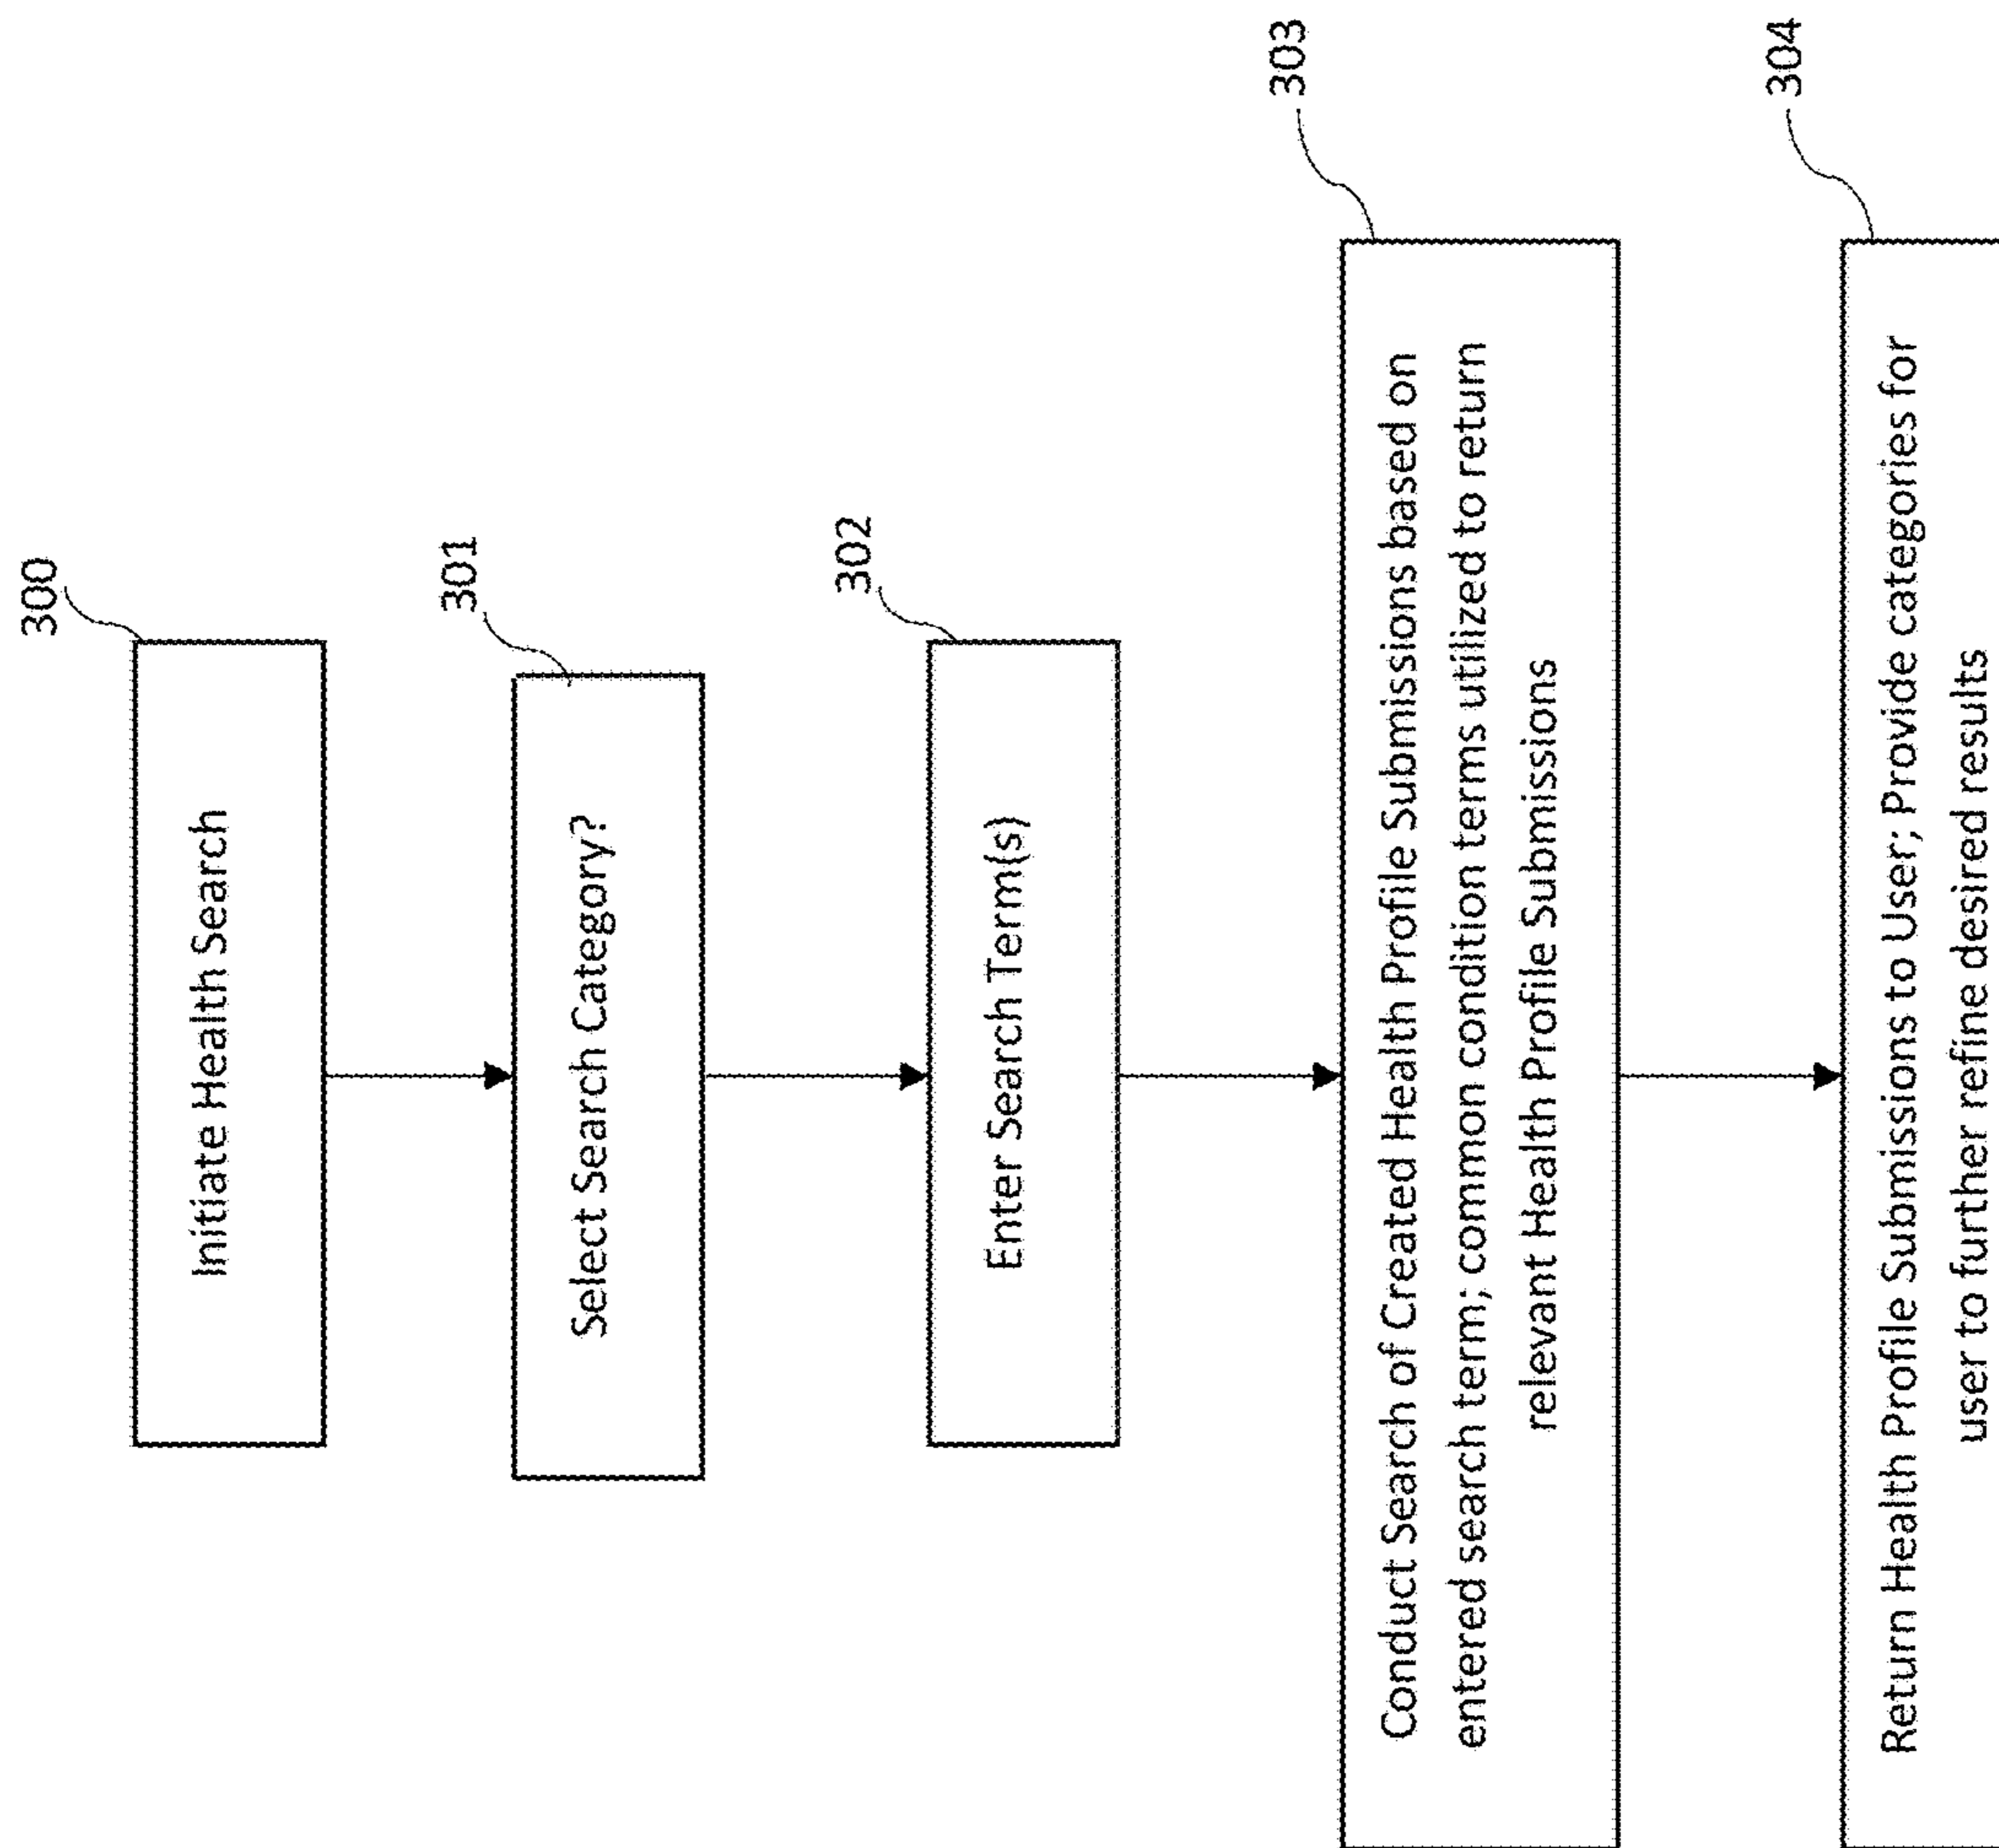 300
Initiate Health Search
301
Select Search Category?
302
Enter Search Term(s)
303
Conduct Search of Created Health Profile Submissions based on
entered search term; common condition terms utilized to return
relevant Health Profile Submissions
304
Return Health Profile Submissions to User; Provide categories for
user to further refine desired results